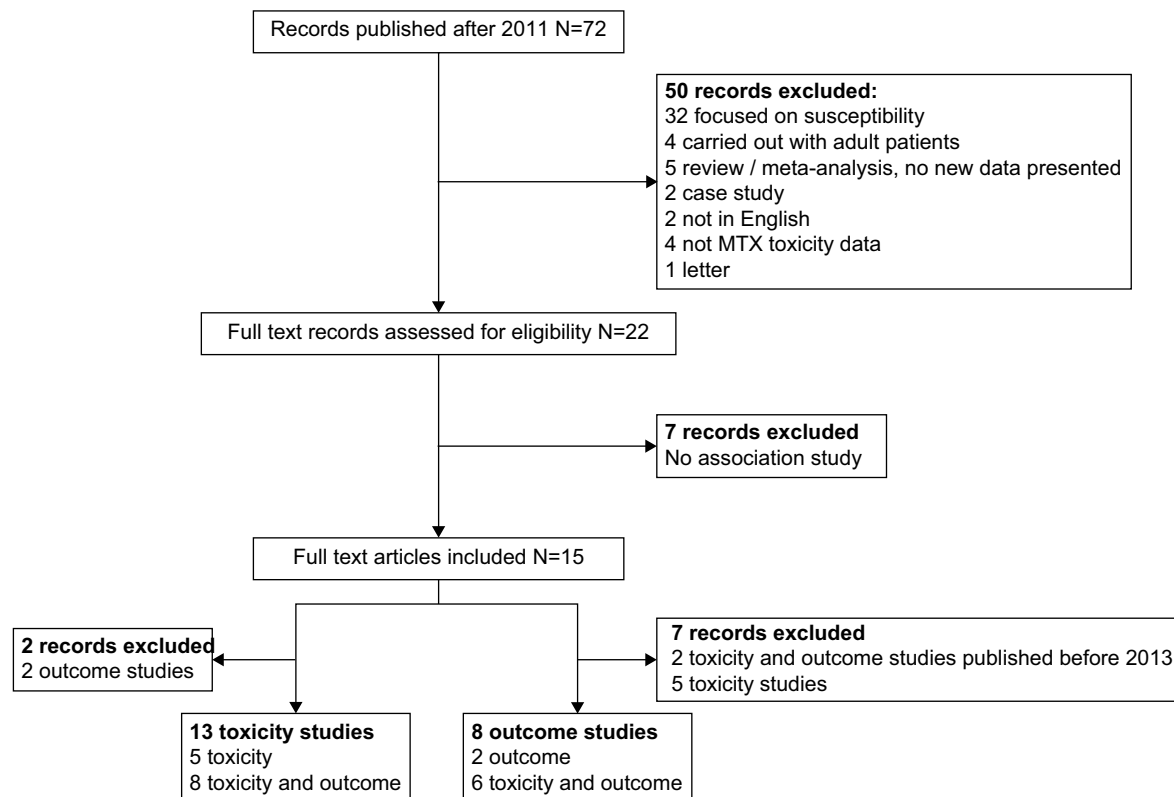 Records published after 2011 N=72
50 records excluded:
32 focused on susceptibility
4 carried out with adult patients
5 review / meta-analysis, no new data presented
2 case study
2 not in English
4 not MTX toxicity data
1 letter
Full text records assessed for eligibility N=22
7 records excluded
No association study
Full text articles included N=15
2 records excluded
2 outcome studies
7 records excluded
2 toxicity and outcome studies published before 2013
5 toxicity studies
13 toxicity studies
5 toxicity
8 toxicity and outcome
8 outcome studies
2 outcome
6 toxicity and outcome